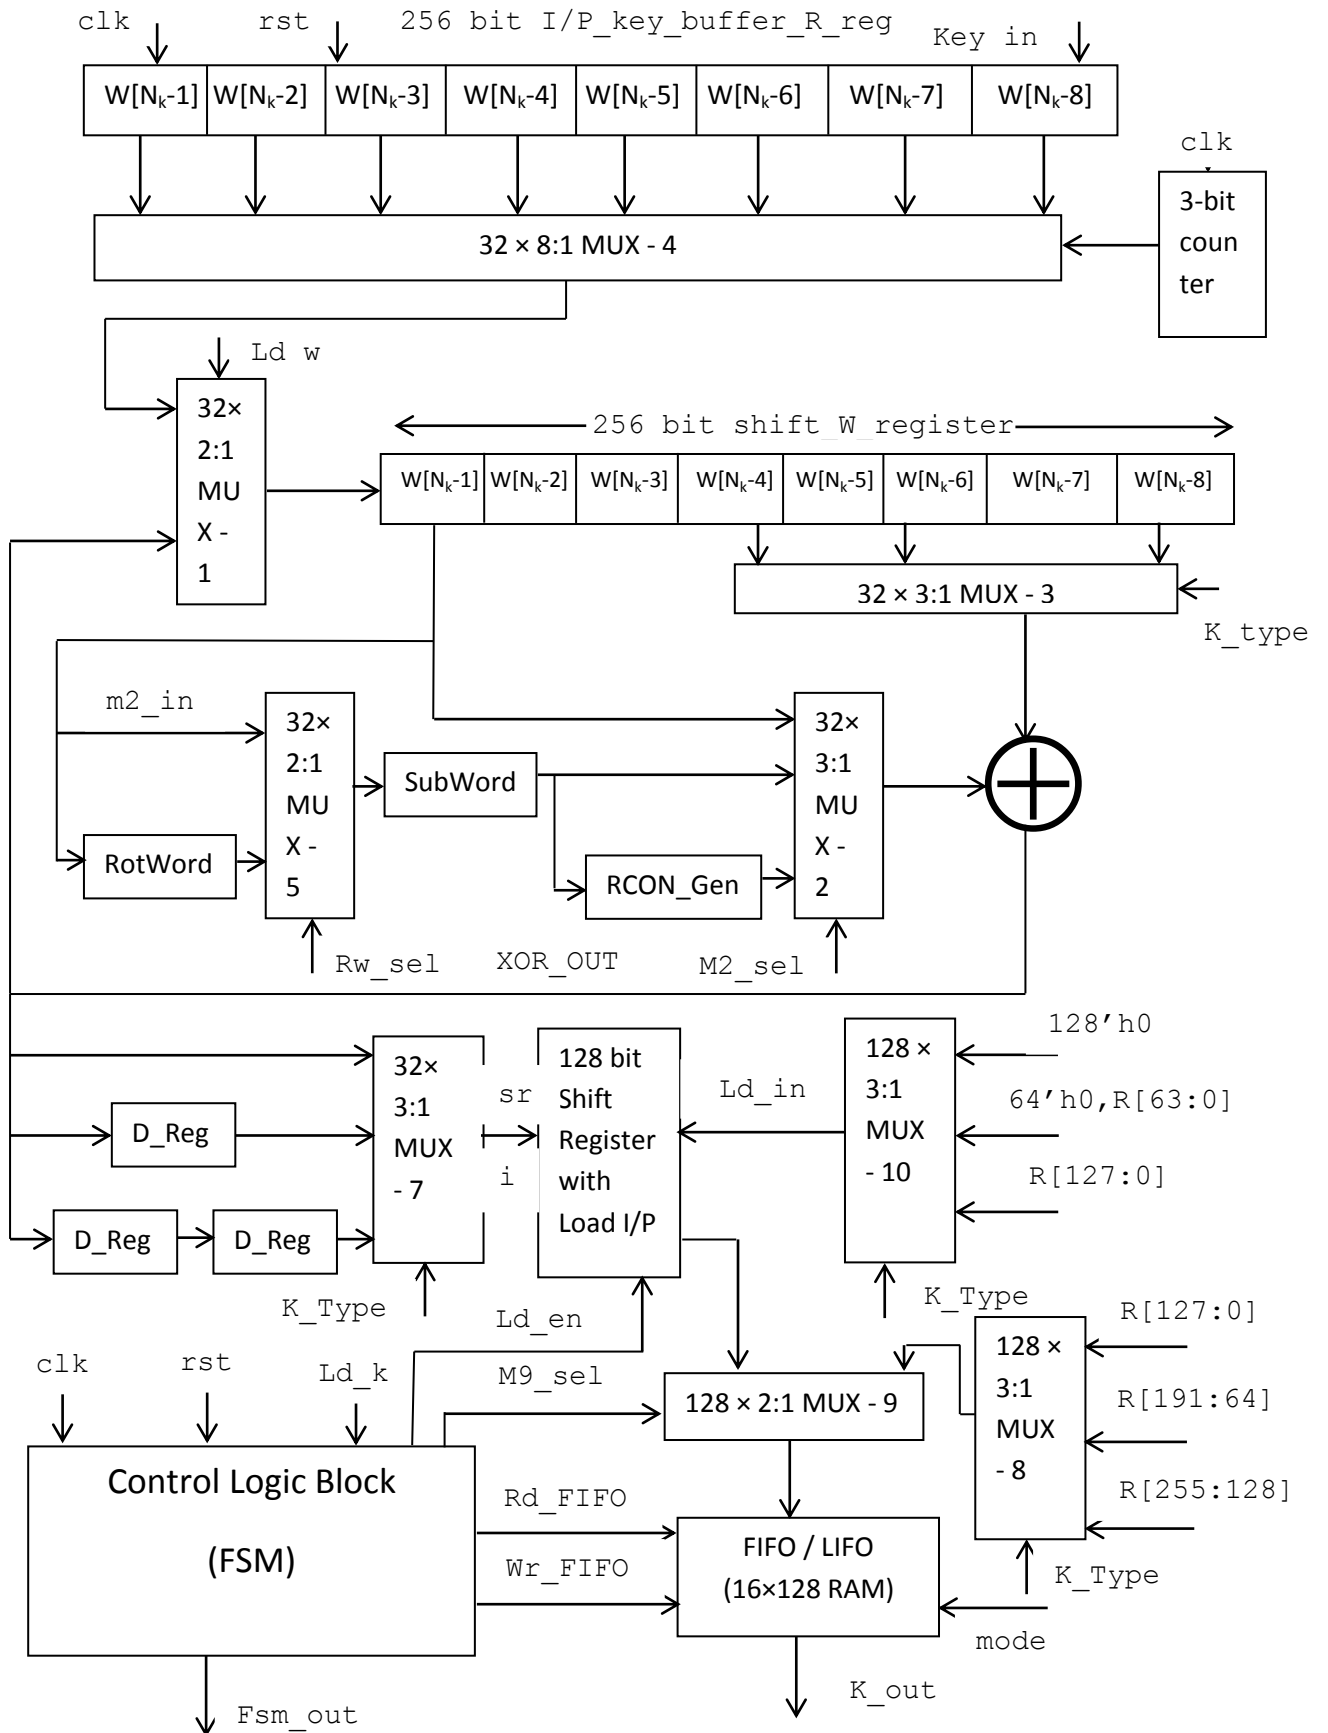 clk rst 256 bit I/P_key_buffer_R_reg
Key in
W[Nk-1] W[Nk-2] W[Nk-3] W[Nk-4] W[Nk-5] W[Nk-6] W[Nk-7] W[Nk-8]
clk
3-bit
coun
ter
32 × 8:1 MUX - 4
Ld w
32×
2:1
MU
X -
1
256 bit shift_W_register
W[Nk-1] W[Nk-2] W[Nk-3] W[Nk-4] W[Nk-5] W[Nk-6] W[Nk-7] W[Nk-8]
32 × 3:1 MUX - 3
K_type
m2_in
32×
2:1
MU
X -
5
RotWord
SubWord
RCON_Gen
32×
3:1
MU
X -
2
Rw_sel
XOR_OUT
M2_sel
D_Reg
D_Reg
D_Reg
32×
3:1
MUX
- 7
sr
i
128 bit
Shift
Register
with
Load I/P
Ld_in
128 ×
3:1
MUX
- 10
128’h0
64’h0,R[63:0]
R[127:0]
K_Type
Ld_en
K_Type
M9_sel
128 × 2:1 MUX - 9
128 ×
3:1
MUX
- 8
R[127:0]
R[191:64]
R[255:128]
K_Type
clk
rst
Ld_k
Control Logic Block
(FSM)
Rd_FIFO
Wr_FIFO
FIFO / LIFO
(16×128 RAM)
mode
K_out
Fsm_out